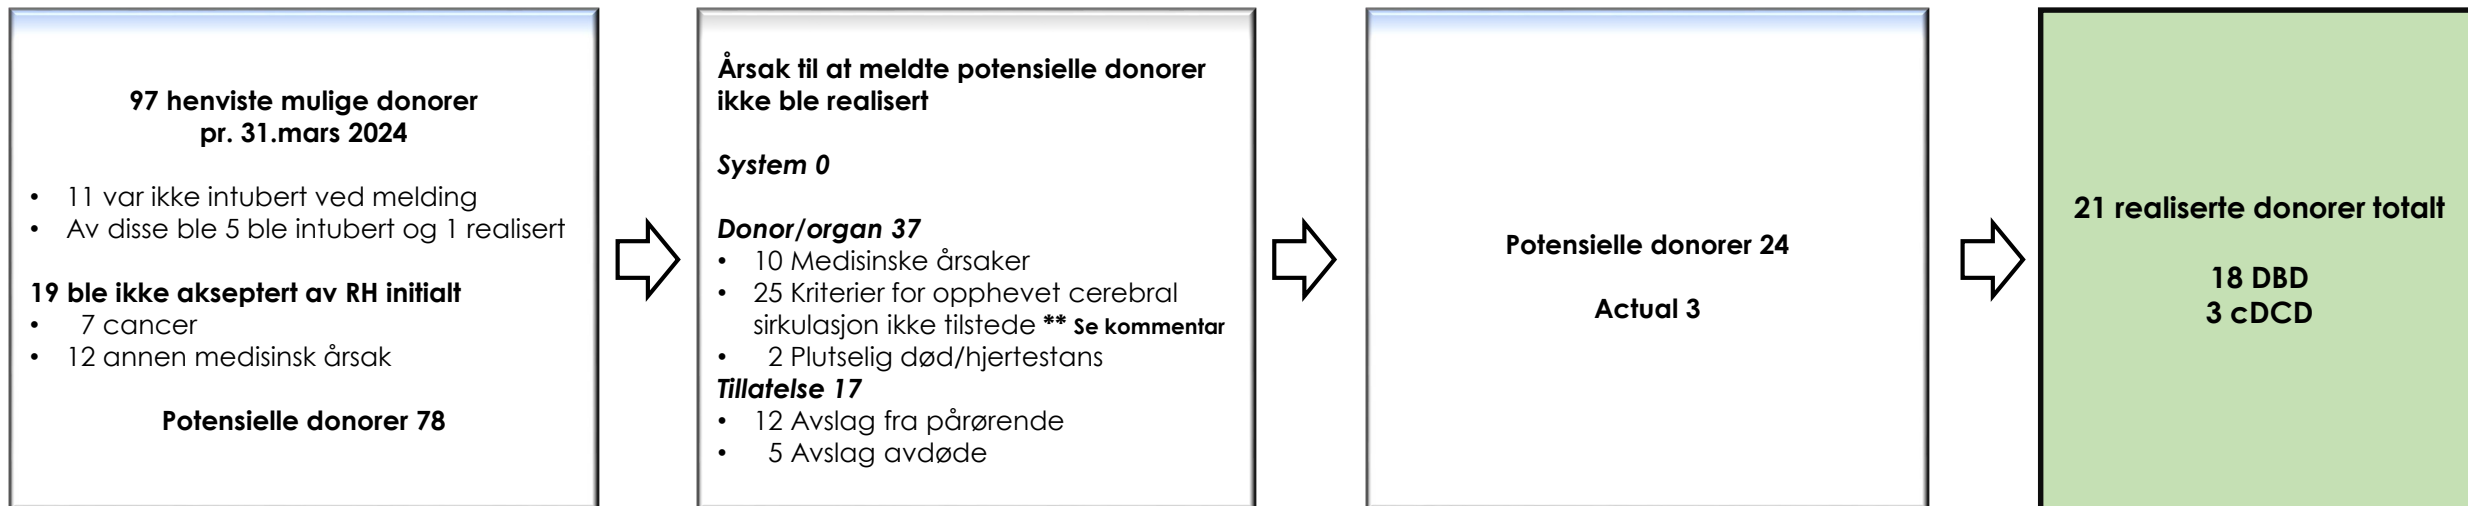 97 henviste mulige donorer
pr. 31.mars 2024
• 11 var ikke intubert ved melding
• Av disse ble 5 ble intubert og 1 realisert
19 ble ikke akseptert av RH initialt
• 7 cancer
• 12 annen medisinsk årsak
Potensielle donorer 78
Årsak til at meldte potensielle donorer
ikke ble realisert
System 0
Donor/organ 37
• 10 Medisinske årsaker
• 25 Kriterier for opphevet cerebral
sirkulasjon ikke tilstede ** Se kommentar
• 2 Plutselig død/hjertestans
Tillatelse 17
• 12 Avslag fra pårørende
• 5 Avslag avdøde
Potensielle donorer 24
Actual 3
21 realiserte donorer totalt
18 DBD
3 cDCD